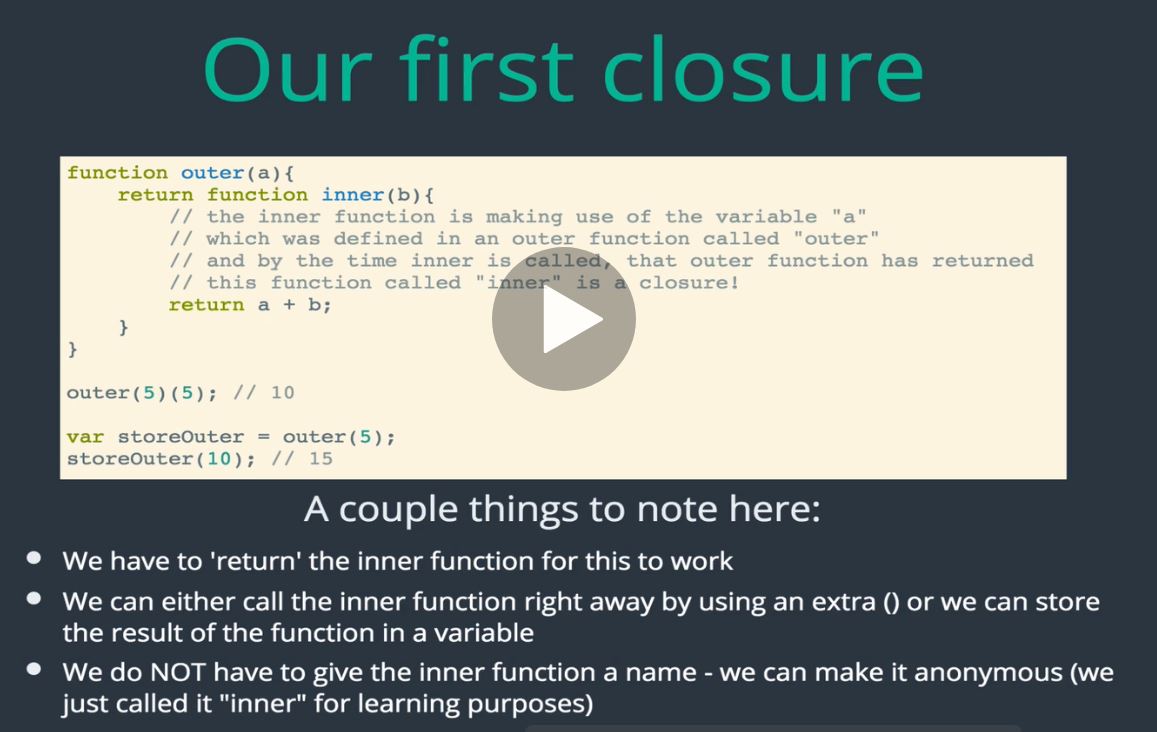 Our first closure
function outer(a){
    return function inner(b){
        // the inner function is making use of the variable "a"
        // which was defined in an outer function called "outer"
        // and by the time inner is called, that outer function has returned
        // this function called "inner" is a closure!
        return a + b;
    }
}
outer(5)(5); // 10
var storeOuter = outer(5);
storeOuter(10); // 15
A couple things to note here:
● We have to 'return' the inner function for this to work
● We can either call the inner function right away by using an extra () or we can store
the result of the function in a variable
● We do NOT have to give the inner function a name - we can make it anonymous (we
just called it "inner" for learning purposes)